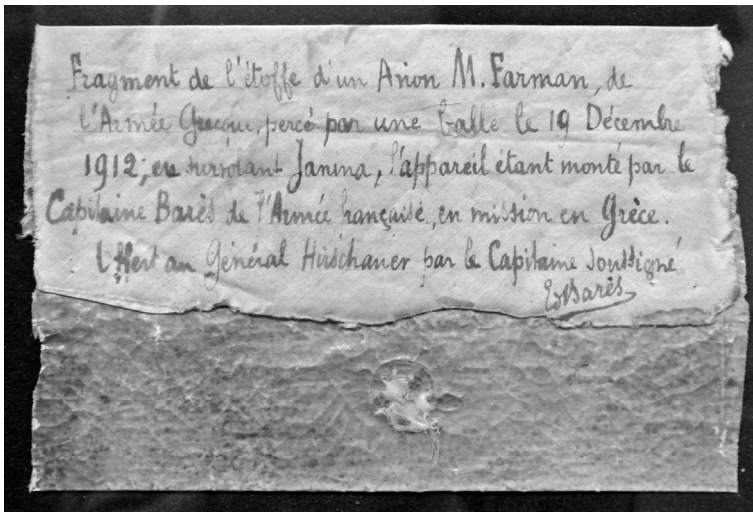 Fragment de l'étoffe d'un Avion M. Farman, de
l'Armée Grecque, percé par une balle le 19 Décembre
1912; en survolant Janina, l'appareil étant monté par le
Capitaine Barès de l'Armée française, en mission en Grèce.
Offert au Général Hirschauer par le Capitaine soussigné
EBarès